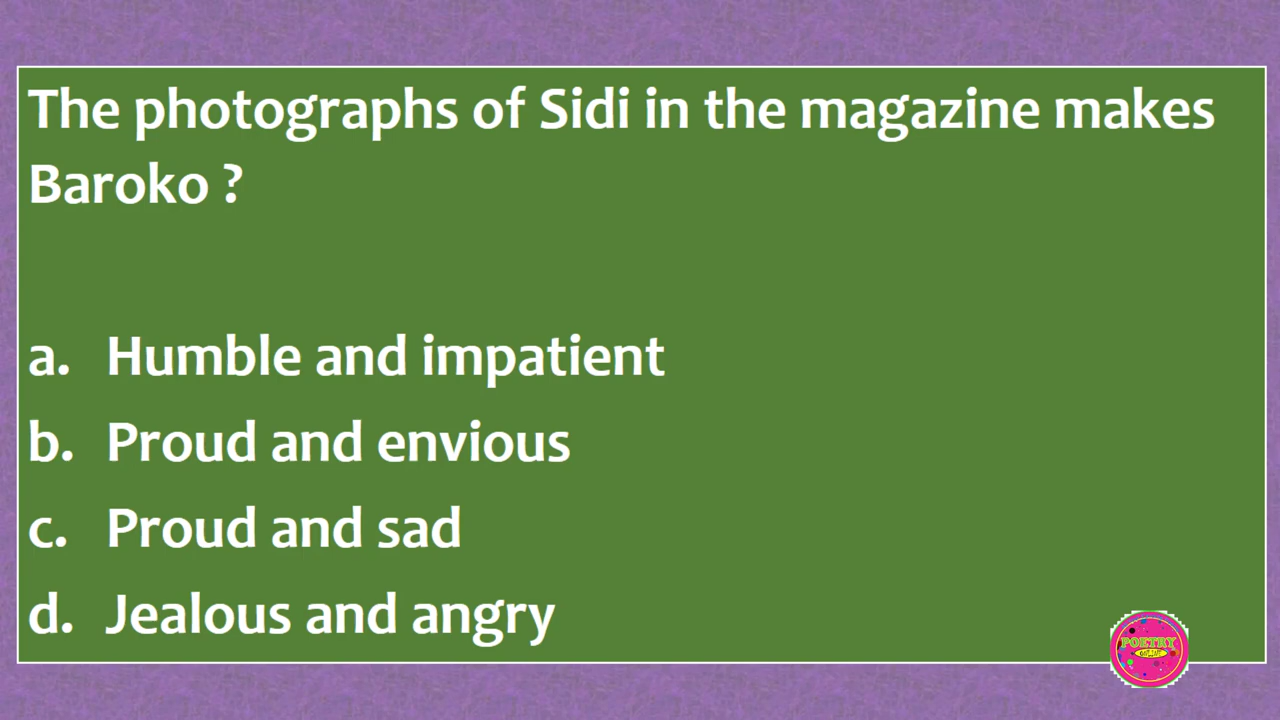 The photographs of Sidi in the magazine makes
Baroko ?
a. Humble and impatient
b. Proud and envious
c. Proud and sad
d. Jealous and angry
POETRY